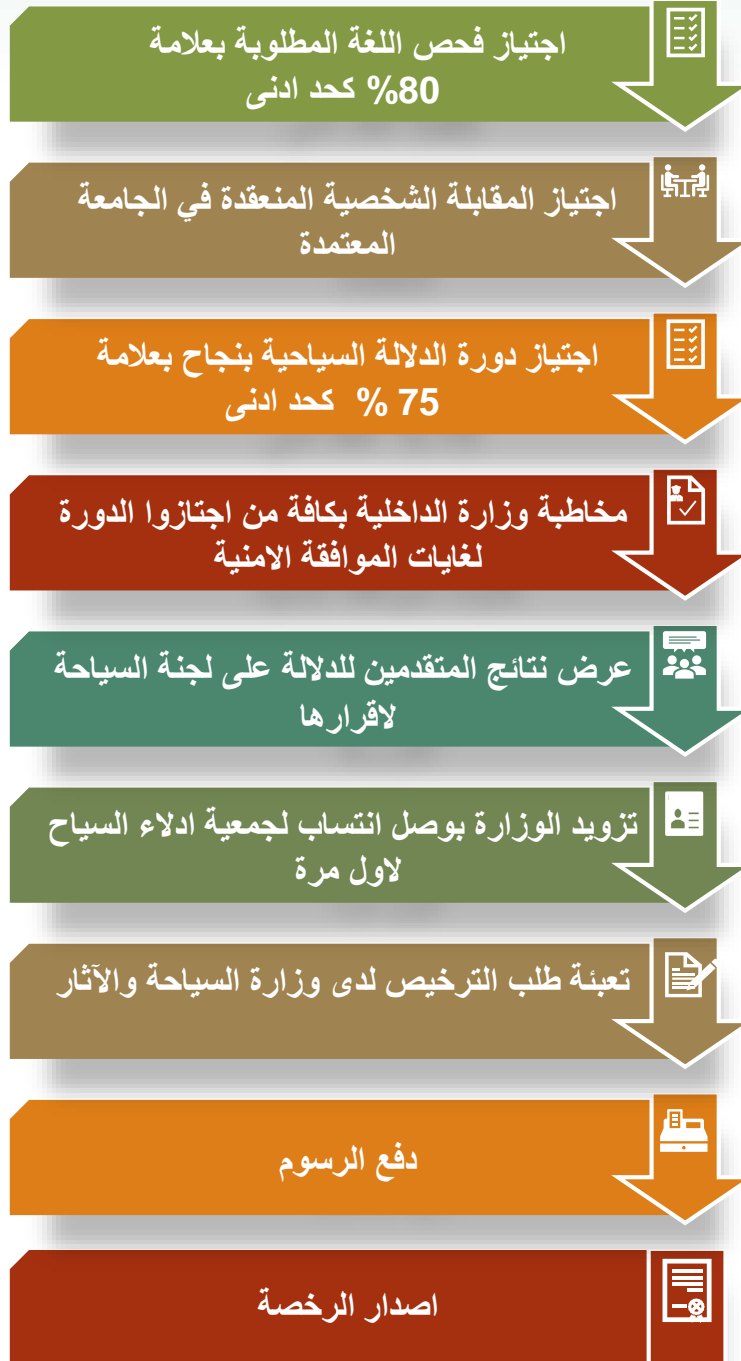 اجتياز فحص اللغة المطلوبة بعلامة
80% كحد ادنى
اجتياز المقابلة الشخصية المنعقدة في الجامعة
المعتمدة
اجتياز دورة الدلالة السياحية بنجاح بعلامة
75 % كحد ادنى
مخاطبة وزارة الداخلية بكافة من اجتازوا الدورة
لغايات الموافقة الامنية
عرض نتائج المتقدمين للدلالة على لجنة السياحة
لاقرارها
تزويد الوزارة بوصل انتساب لجمعية ادلاء السياح
لاول مرة
تعبئة طلب الترخيص لدى وزارة السياحة والآثار
دفع الرسوم
اصدار الرخصة